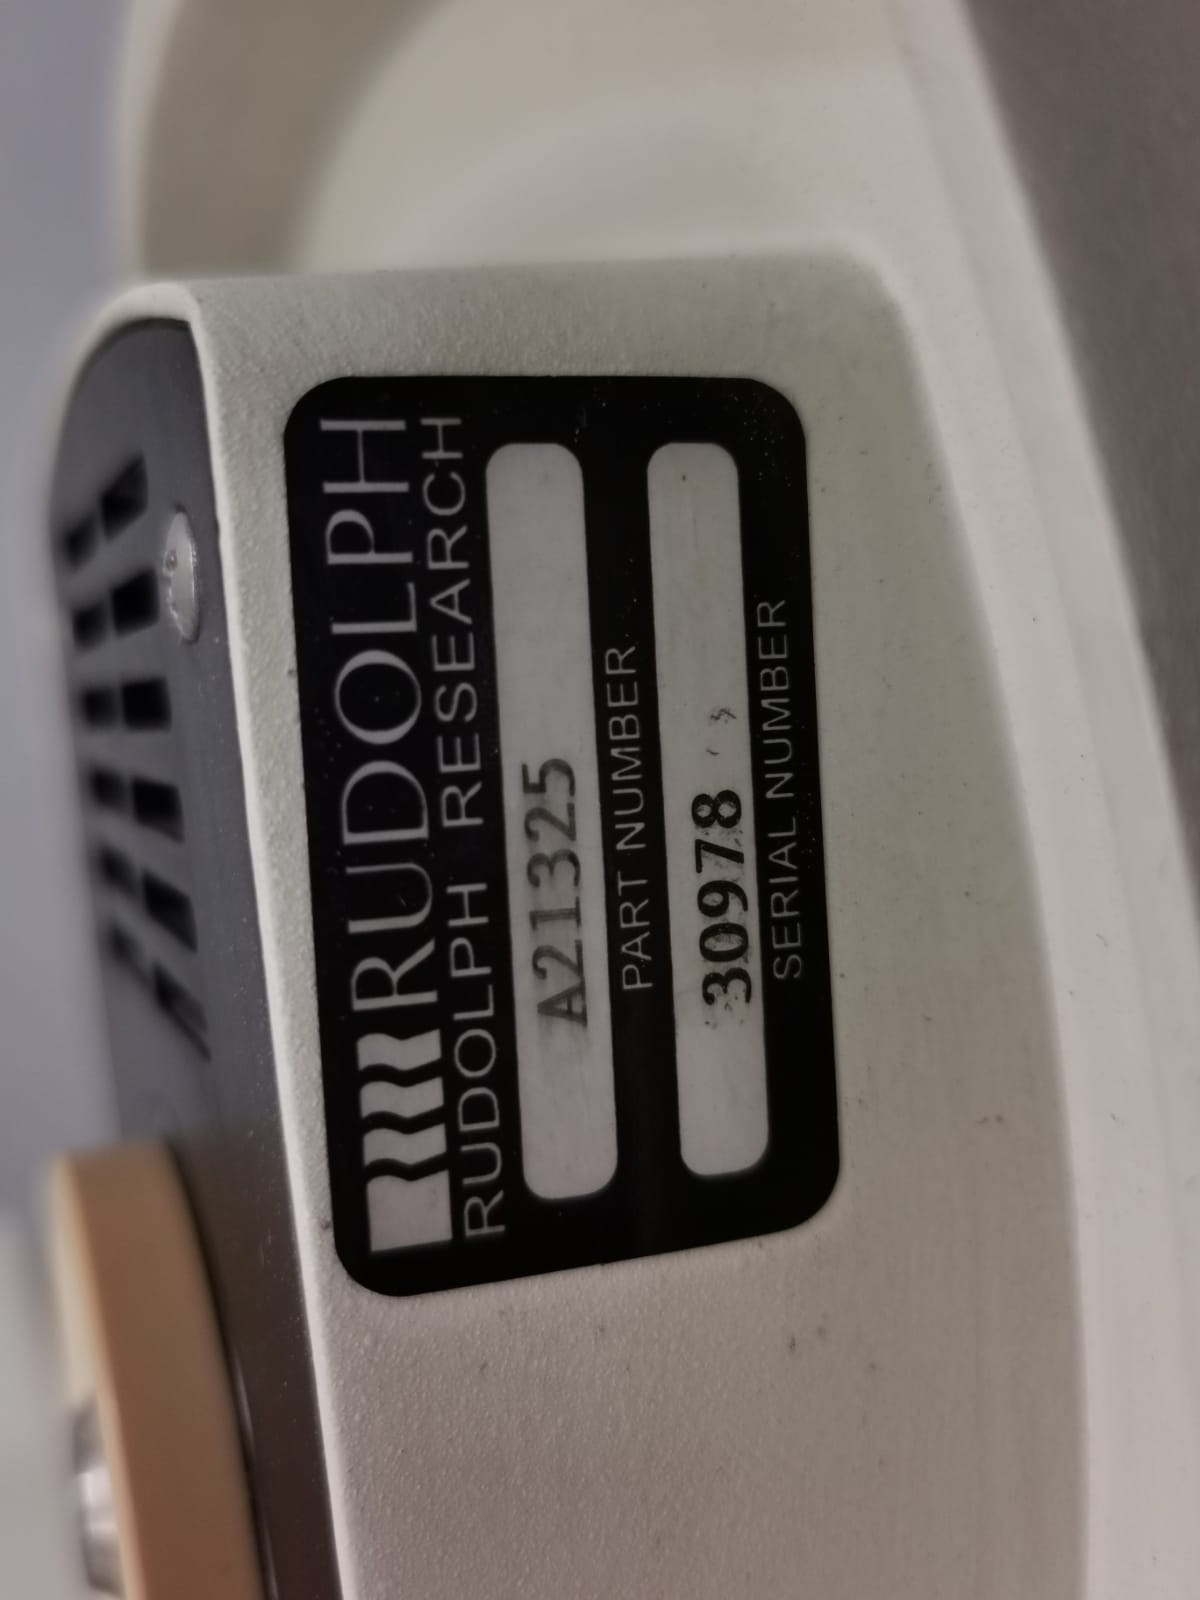 RUDOLPH
RUDOLPH RESEARCH
A21325
PART NUMBER
30978
SERIAL NUMBER